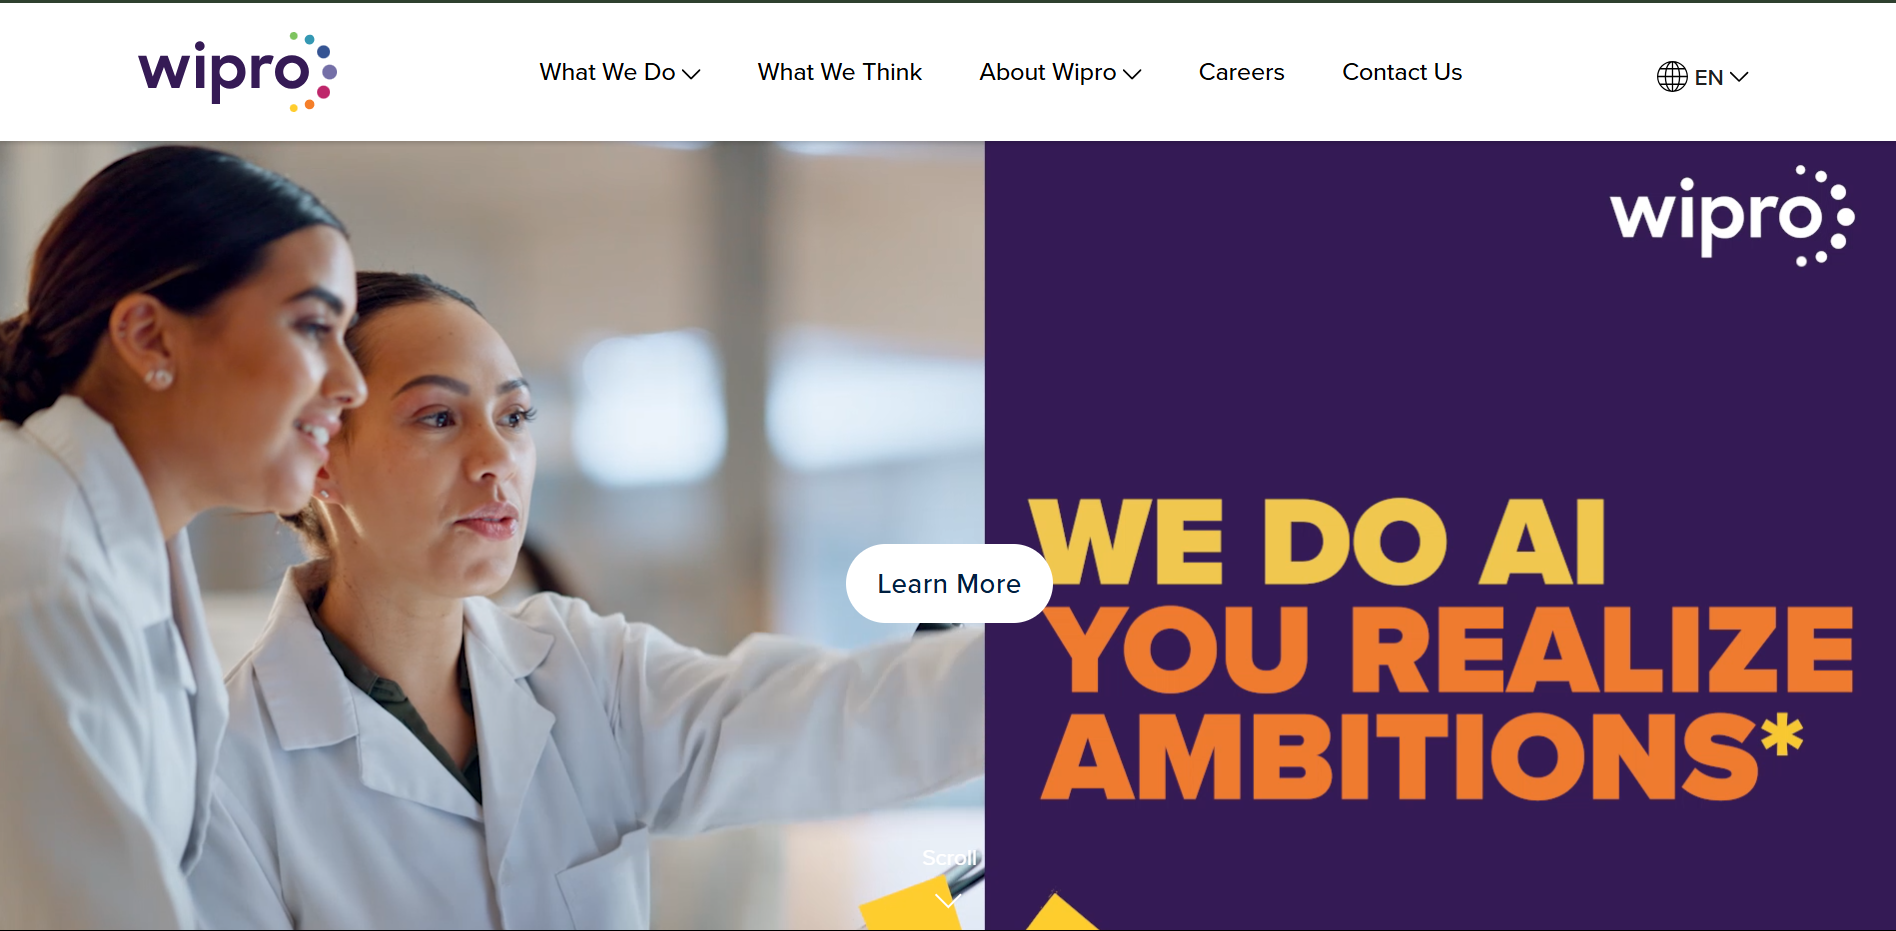 wipro
What We Do
What We Think
About Wipro
Careers
Contact Us
EN
wipro
WE DO AI
YOU REALIZE
AMBITIONS*
Learn More
Scroll